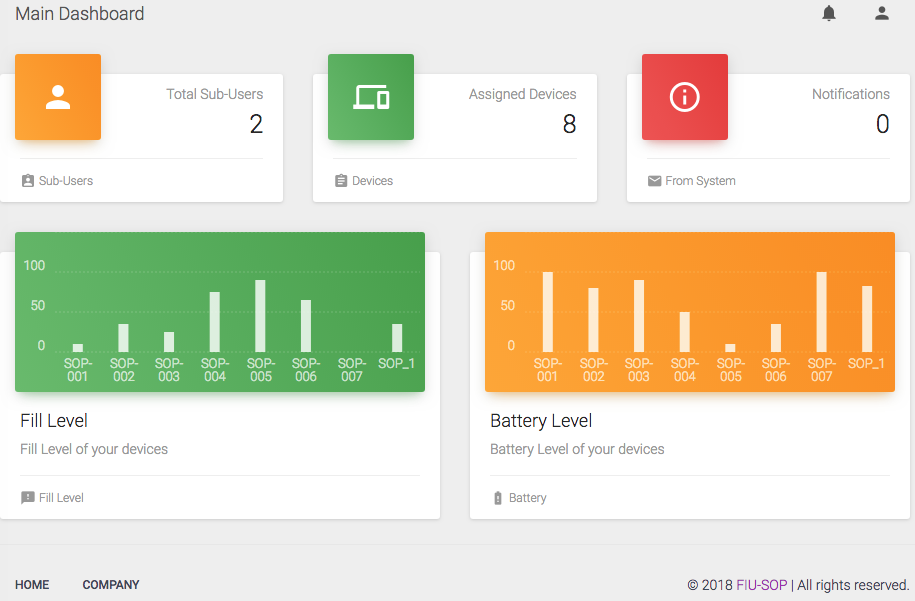 Main Dashboard
Total Sub-Users
2
Sub-Users
Assigned Devices
8
Devices
Notifications
0
From System
100
50
0
SOP-001 SOP-002 SOP-003 SOP-004 SOP-005 SOP-006 SOP-007 SOP_1
Fill Level
Fill Level of your devices
Fill Level
100
50
0
SOP-001 SOP-002 SOP-003 SOP-004 SOP-005 SOP-006 SOP-007 SOP_1
Battery Level
Battery Level of your devices
Battery
HOME COMPANY
© 2018 FIU-SOP | All rights reserved.